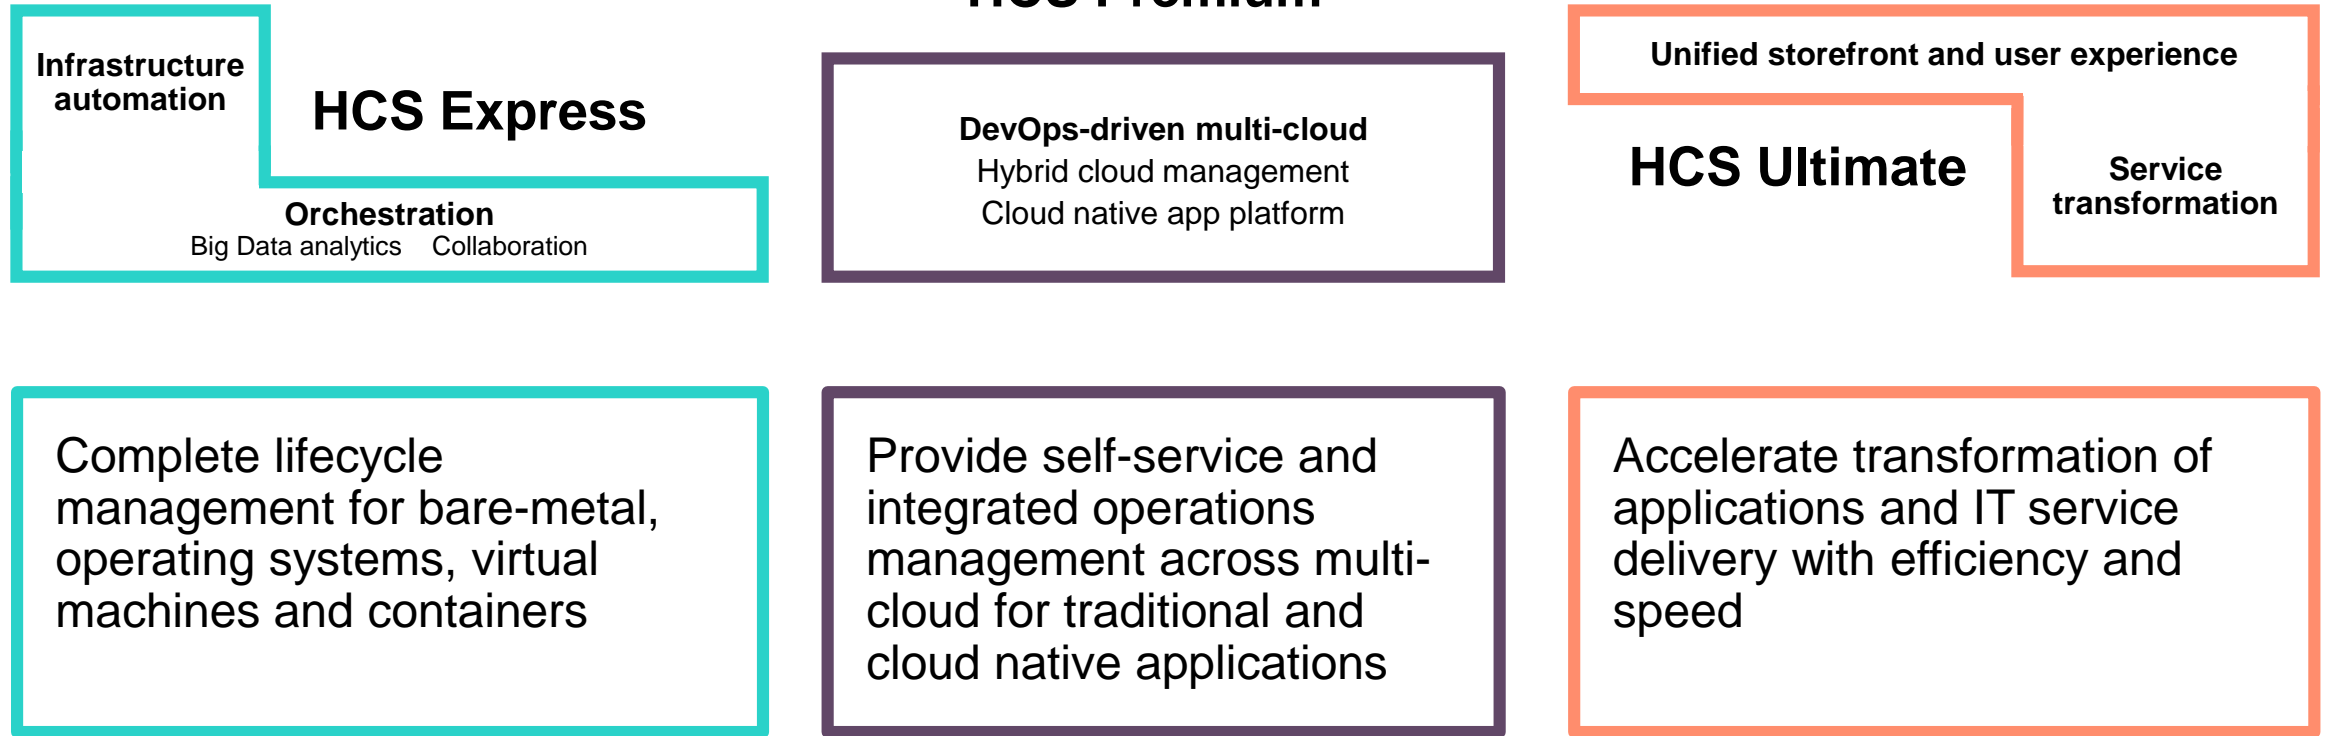 HCS Premium
Infrastructure
automation
HCS Express
Orchestration
Big Data analytics Collaboration
DevOps-driven multi-cloud
Hybrid cloud management
Cloud native app platform
Unified storefront and user experience
HCS Ultimate
Service
transformation
Complete lifecycle
management for bare-metal,
operating systems, virtual
machines and containers
Provide self-service and
integrated operations
management across multi-
cloud for traditional and
cloud native applications
Accelerate transformation of
applications and IT service
delivery with efficiency and
speed